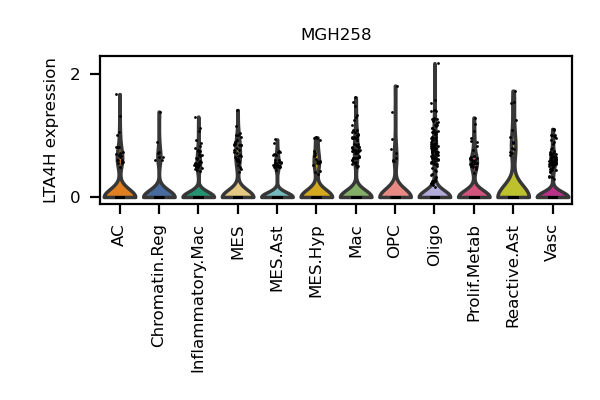 MGH258
LTA4H expression
2
0
AC
Chromatin.Reg
Inflammatory.Mac
MES
MES.Ast
MES.Hyp
Mac
OPC
Oligo
Prolif.Metab
Reactive.Ast
Vasc